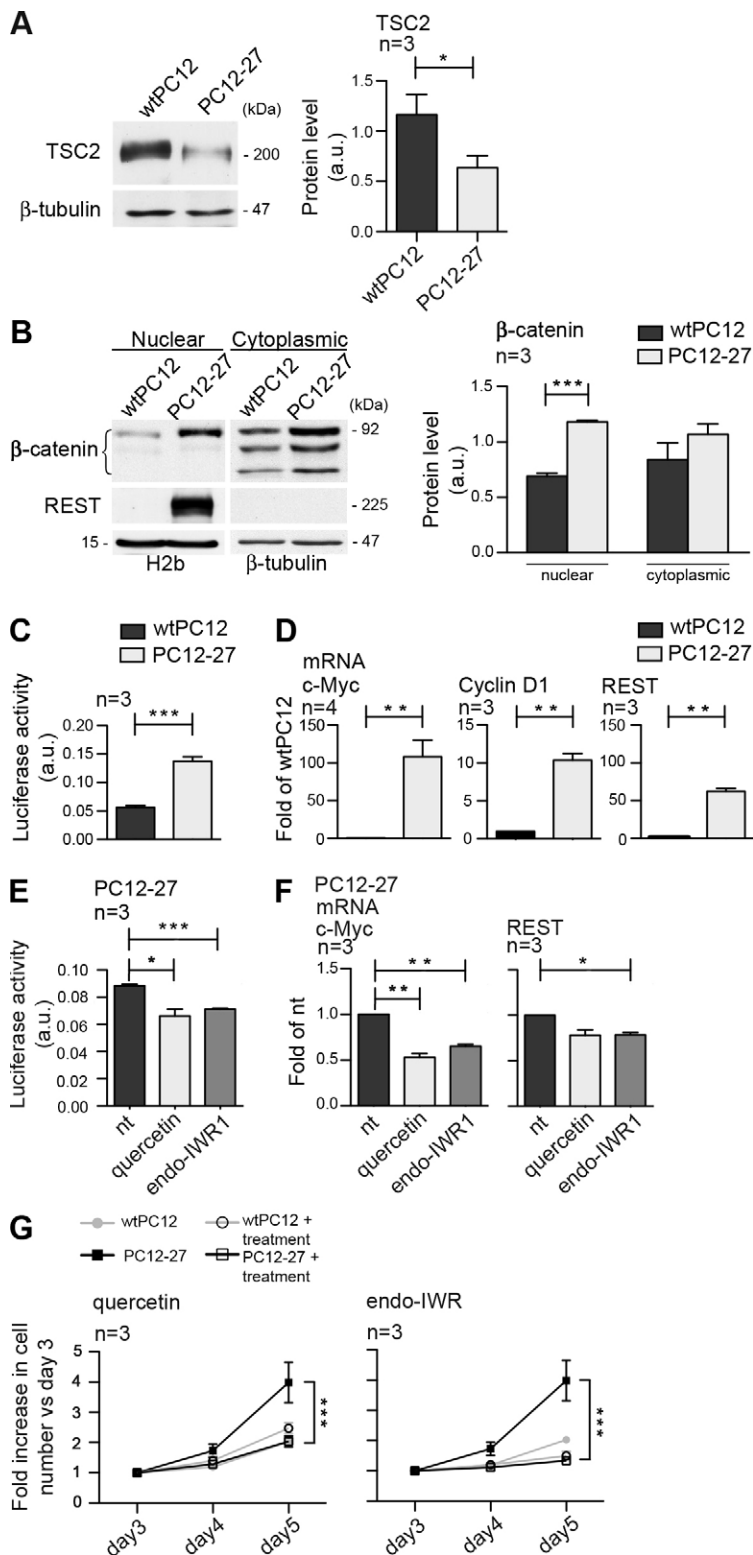 A
wtPC12
PC12-27
(kDa)
TSC2
- 200
β-tubulin
- 47
TSC2
n=3
*
Protein level
(a.u.)
1.5
1.0
0.5
0.0
wtPC12
PC12-27
B
Nuclear
Cytoplasmic
wtPC12
PC12-27
wtPC12
PC12-27
(kDa)
β-catenin
- 92
REST
- 225
15 -
- 47
H2b
β-tubulin
β-catenin
n=3
wtPC12
PC12-27
***
Protein level
(a.u.)
1.5
1.0
0.5
0.0
nuclear
cytoplasmic
C
wtPC12
PC12-27
n=3
***
Luciferase activity
(a.u.)
0.20
0.15
0.10
0.05
0.00
D
wtPC12
PC12-27
mRNA
c-Myc
n=4
**
Fold of wtPC12
150
100
50
0
Cyclin D1
n=3
**
15
10
5
0
REST
n=3
**
150
100
50
0
E
PC12-27
n=3
***
*
Luciferase activity
(a.u.)
0.10
0.08
0.06
0.04
0.02
0.00
nt
quercetin
endo-IWR1
F
PC12-27
mRNA
c-Myc
n=3
**
**
Fold of nt
1.5
1.0
0.5
0.0
nt
quercetin
endo-IWR1
REST
n=3
*
nt
quercetin
endo-IWR1
G
wtPC12
wtPC12 +
treatment
PC12-27
PC12-27 +
treatment
quercetin
n=3
Fold increase in cell
number vs day 3
5
4
3
2
1
0
***
day3
day4
day5
endo-IWR
n=3
***
day3
day4
day5